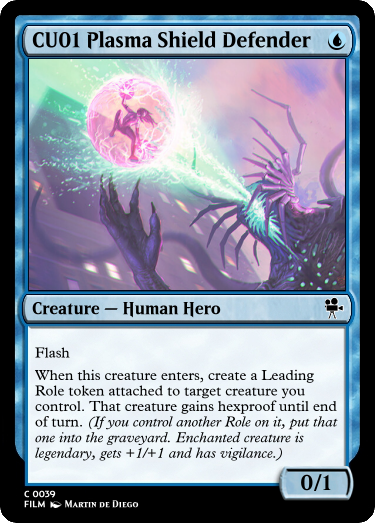 CU01 Plasma Shield Defender
Creature — Human Hero
Flash
When this creature enters, create a Leading
Role token attached to target creature you
control. That creature gains hexproof until end
of turn. (If you control another Role on it, put that
one into the graveyard. Enchanted creature is
legendary, gets +1/+1 and has vigilance.)
0/1
C 0039
FILM Martin de Diego